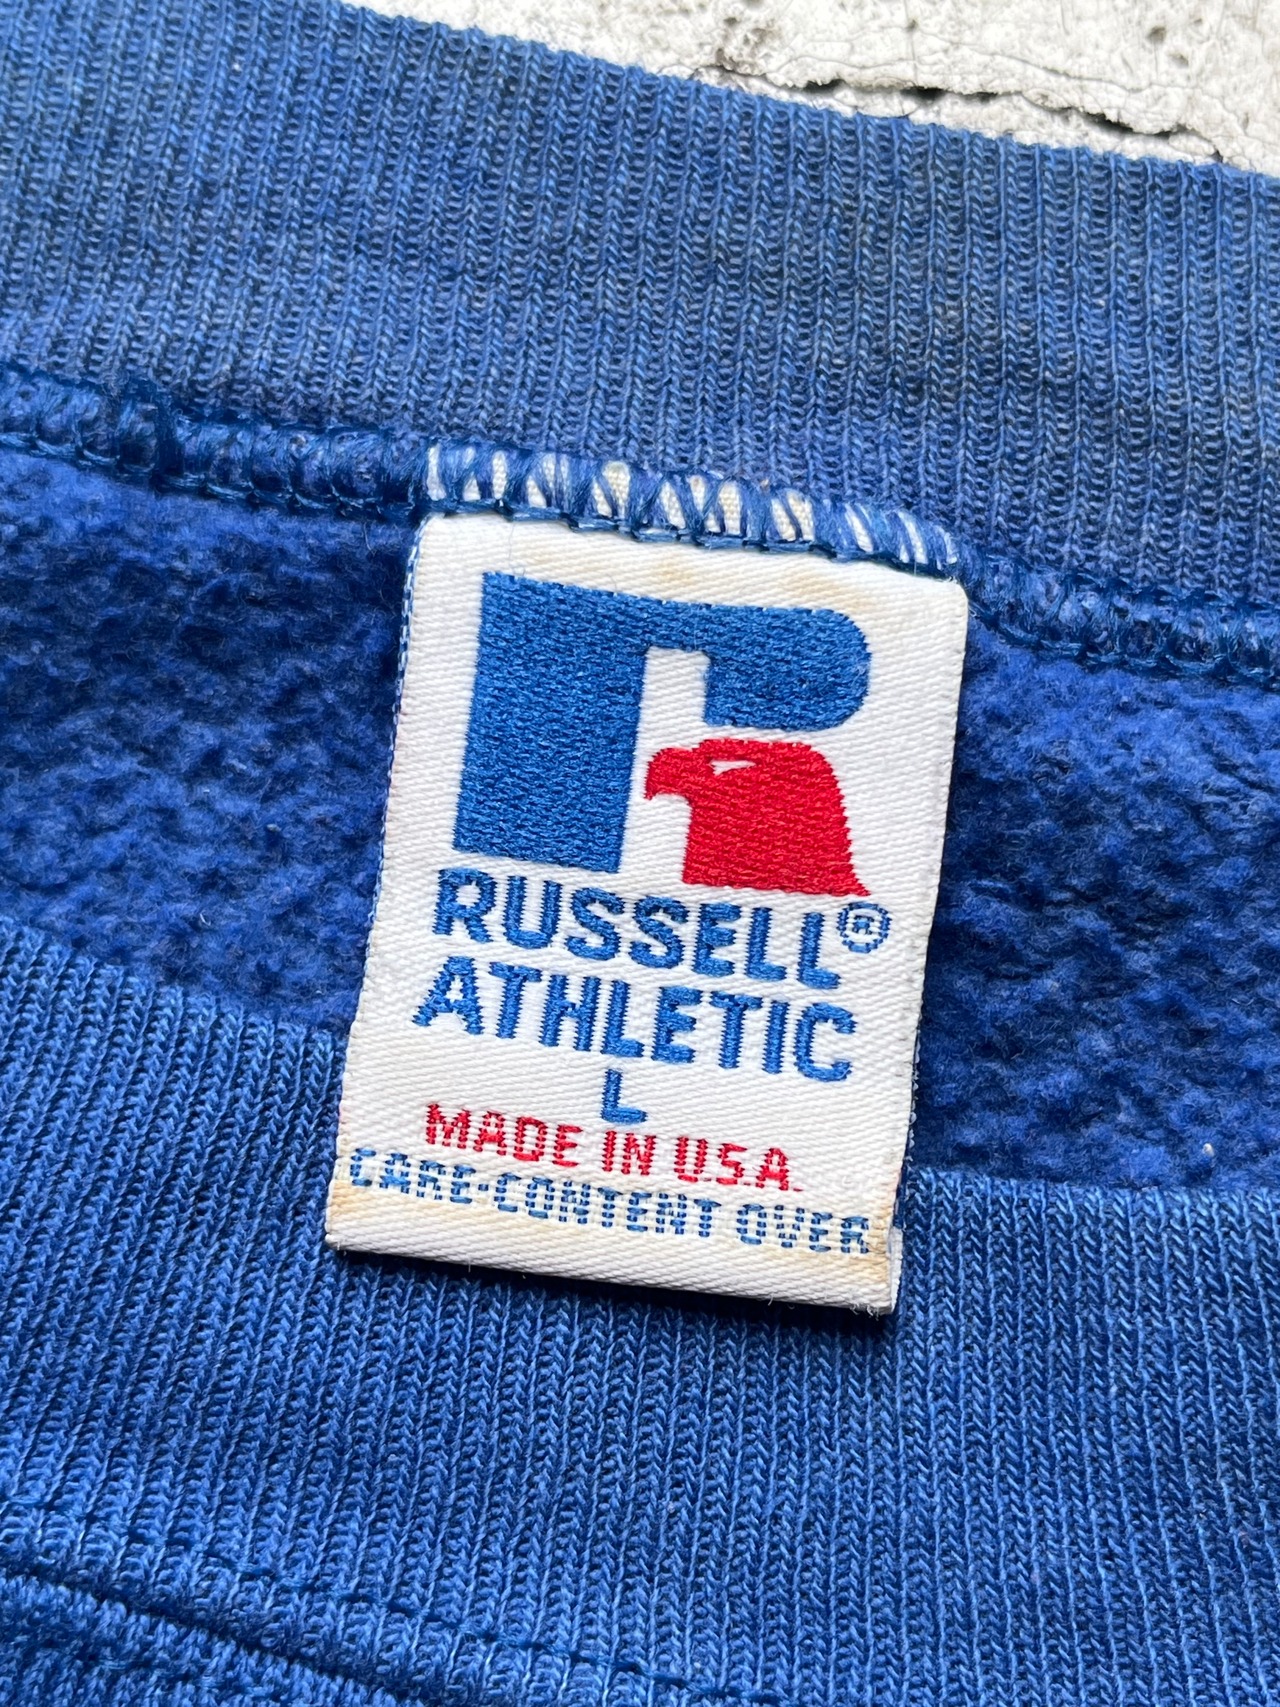 RUSSELL®
ATHLETIC
L
MADE IN U.S.A.
CARE-CONTENT OVER